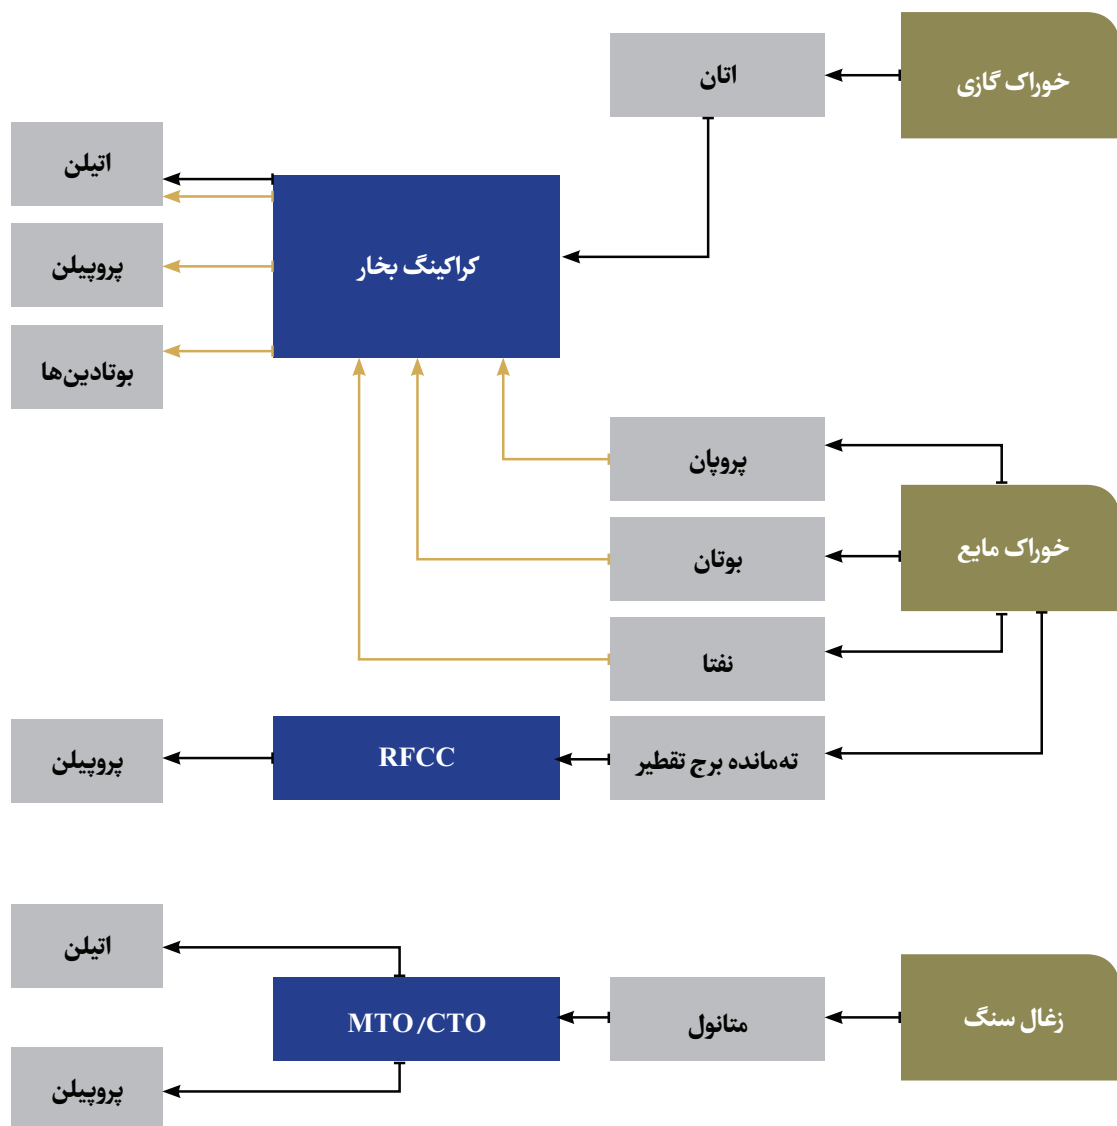 خوراک گازی
اتان
کراکینگ بخار
اتیلن
پروپیلن
بوتادین‌ها
خوراک مایع
پروپان
بوتان
نفتا
ته‌مانده برج تقطیر
RFCC
پروپیلن
زغال سنگ
متانول
MTO/CTO
اتیلن
پروپیلن